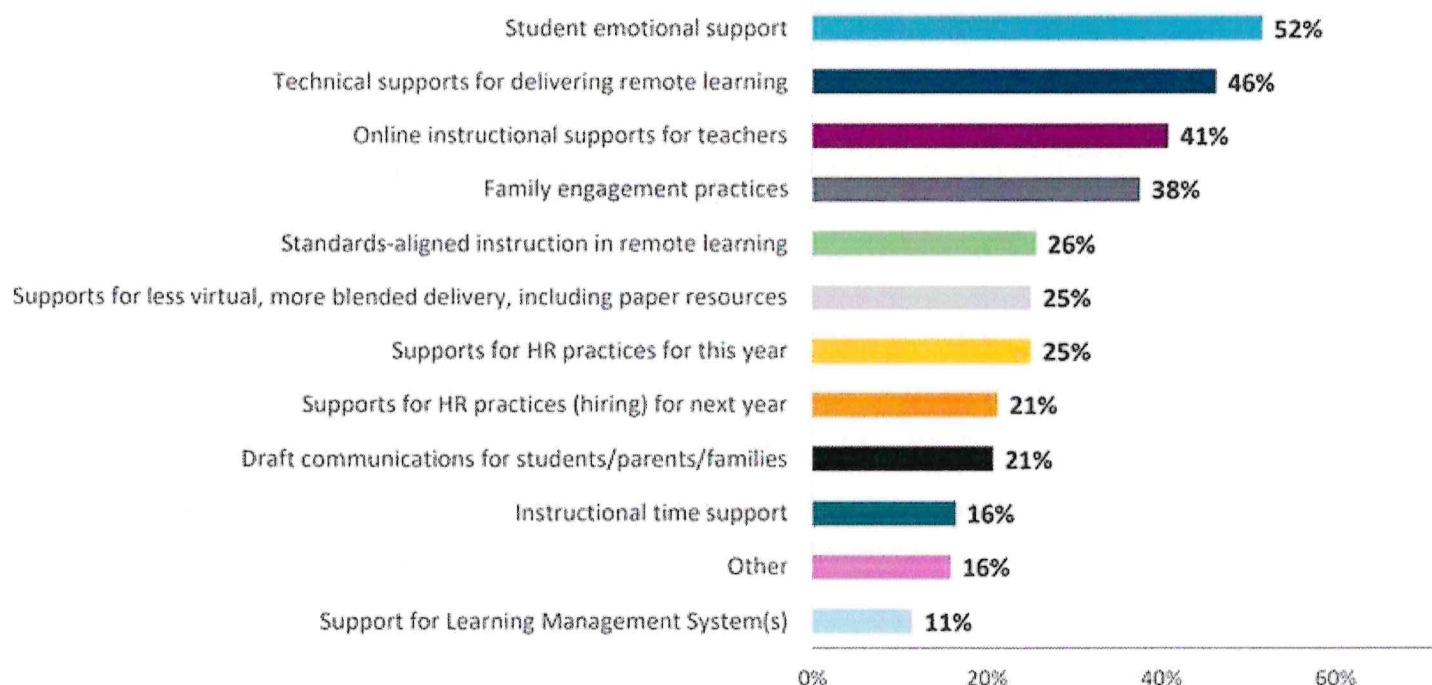 Student emotional support 52%
Technical supports for delivering remote learning 46%
Online instructional supports for teachers 41%
Family engagement practices 38%
Standards-aligned instruction in remote learning 26%
Supports for less virtual, more blended delivery, including paper resources 25%
Supports for HR practices for this year 25%
Supports for HR practices (hiring) for next year 21%
Draft communications for students/parents/families 21%
Instructional time support 16%
Other 16%
Support for Learning Management System(s) 11%
0% 20% 40% 60%